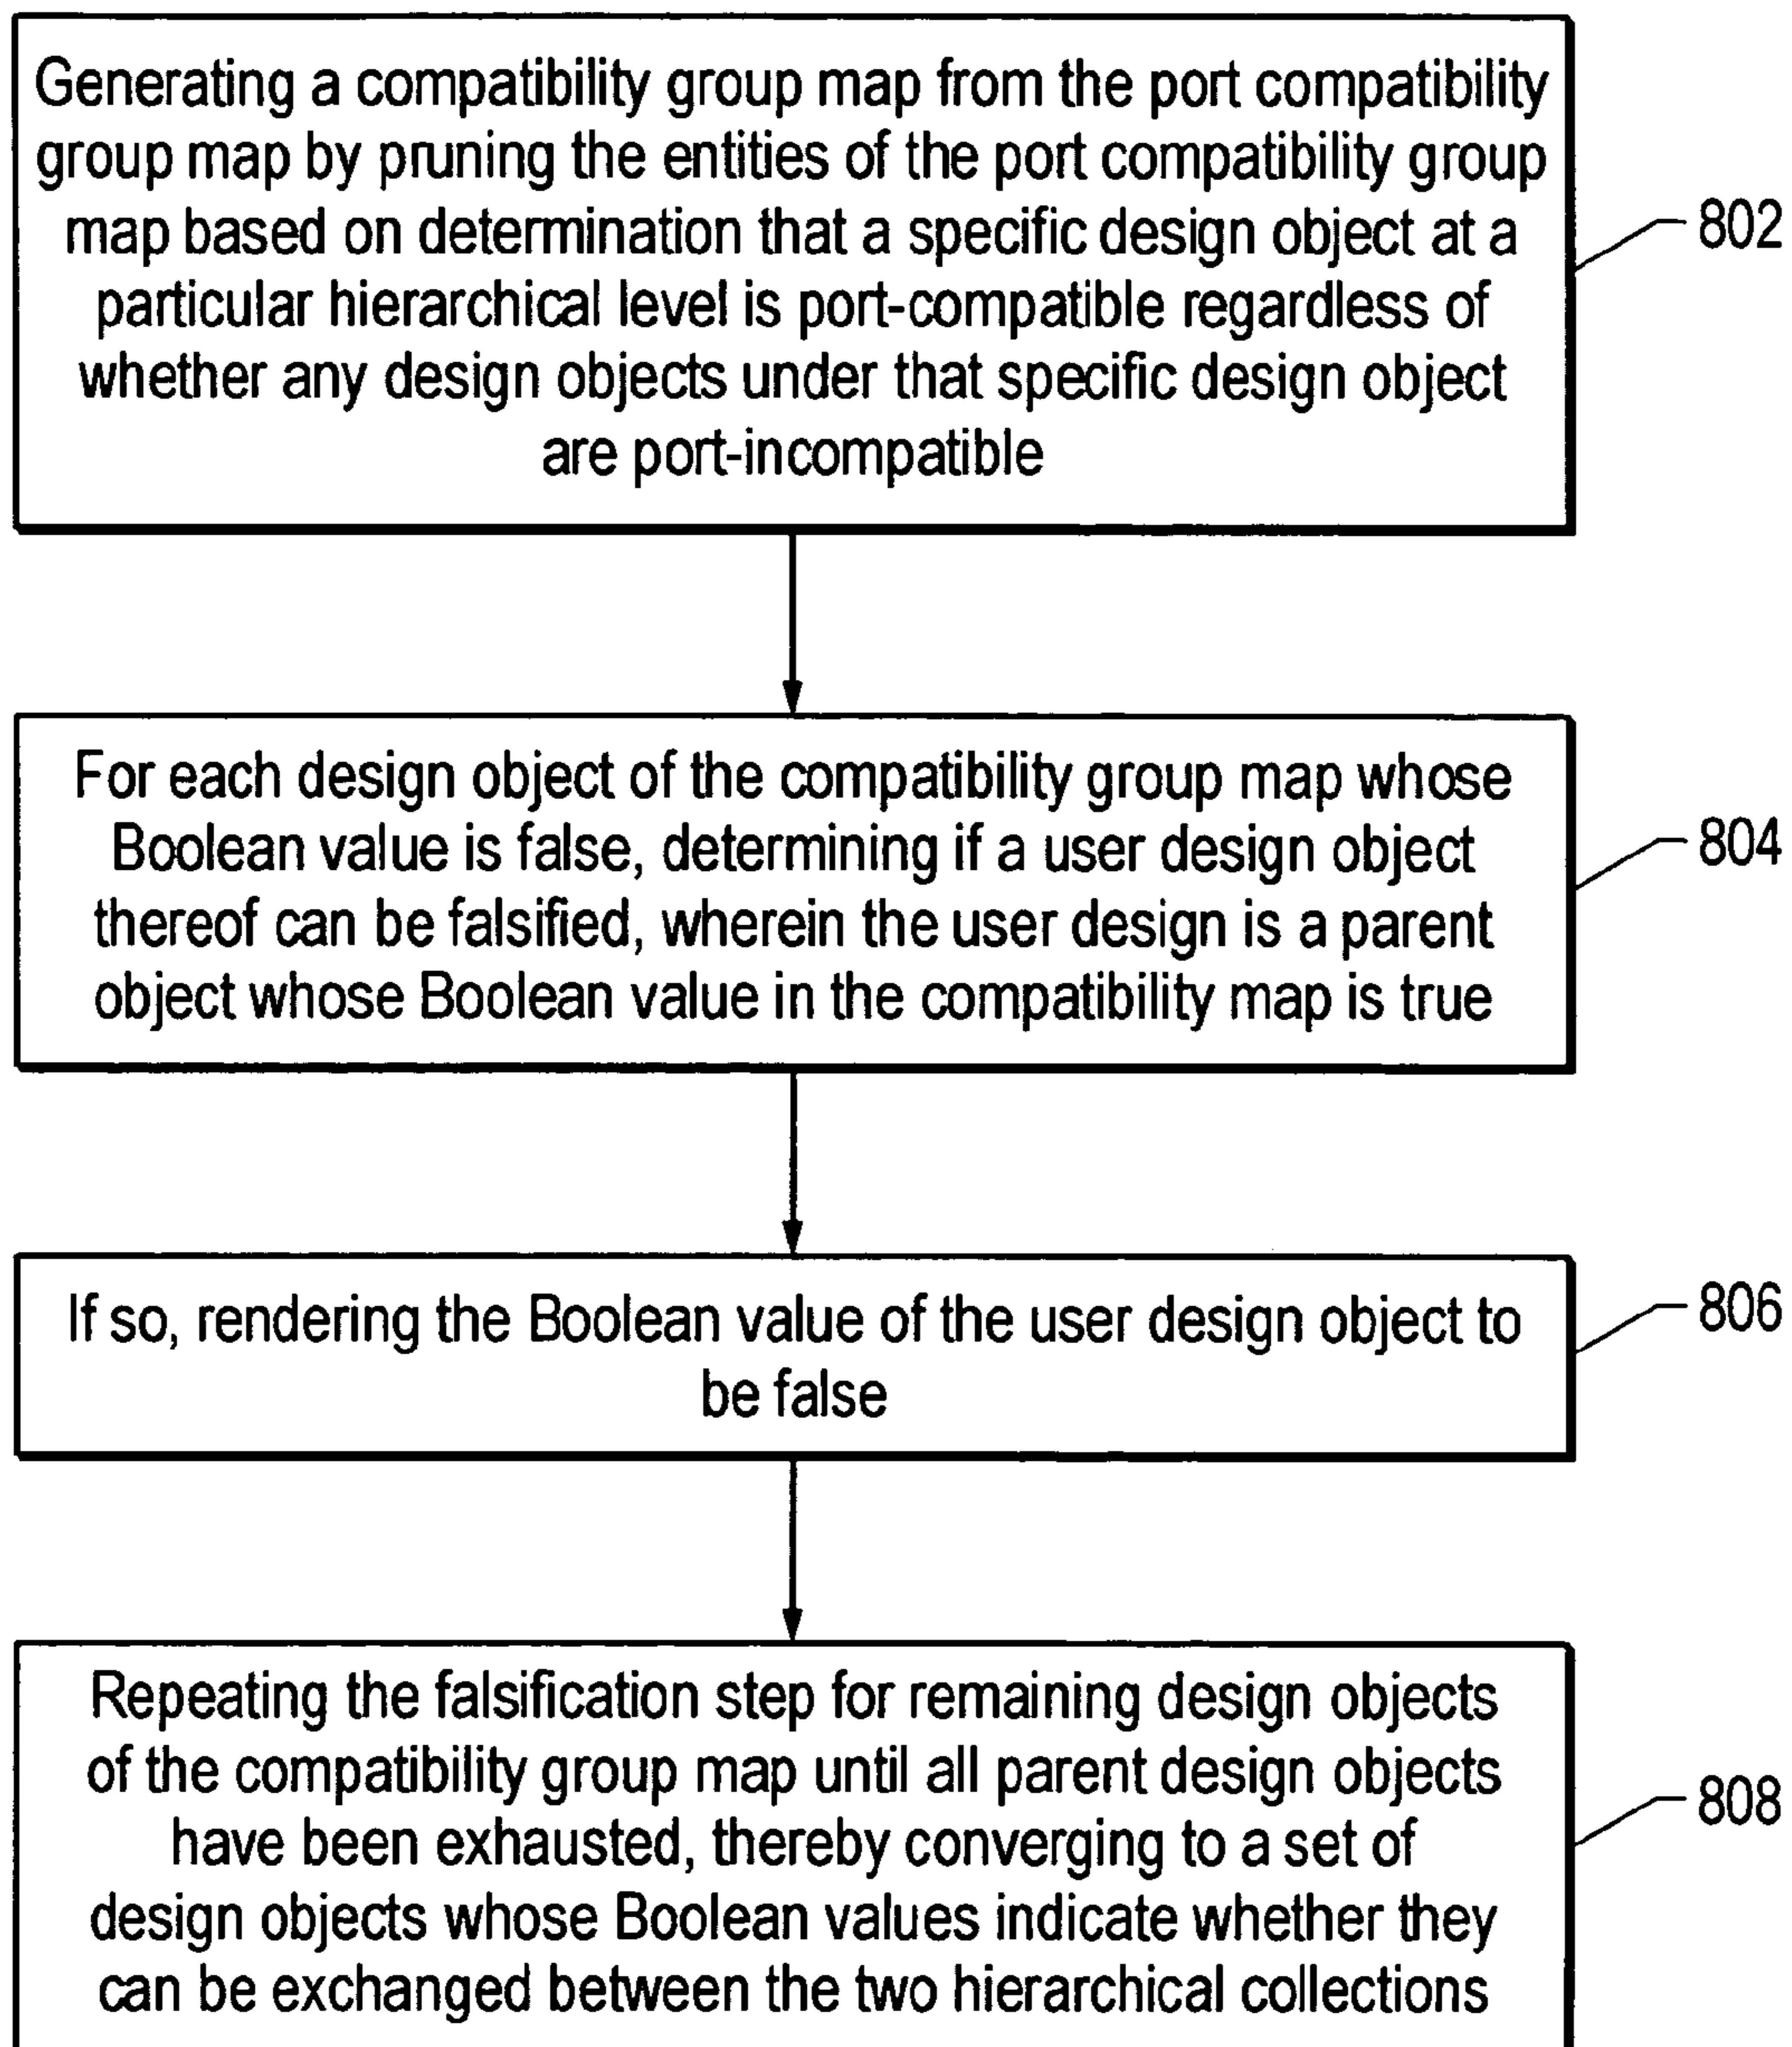 Generating a compatibility group map from the port compatibility
group map by pruning the entities of the port compatibility group
map based on determination that a specific design object at a
particular hierarchical level is port-compatible regardless of
whether any design objects under that specific design object
are port-incompatible
802
For each design object of the compatibility group map whose
Boolean value is false, determining if a user design object
thereof can be falsified, wherein the user design is a parent
object whose Boolean value in the compatibility map is true
804
If so, rendering the Boolean value of the user design object to
be false
806
Repeating the falsification step for remaining design objects
of the compatibility group map until all parent design objects
have been exhausted, thereby converging to a set of
design objects whose Boolean values indicate whether they
can be exchanged between the two hierarchical collections
808